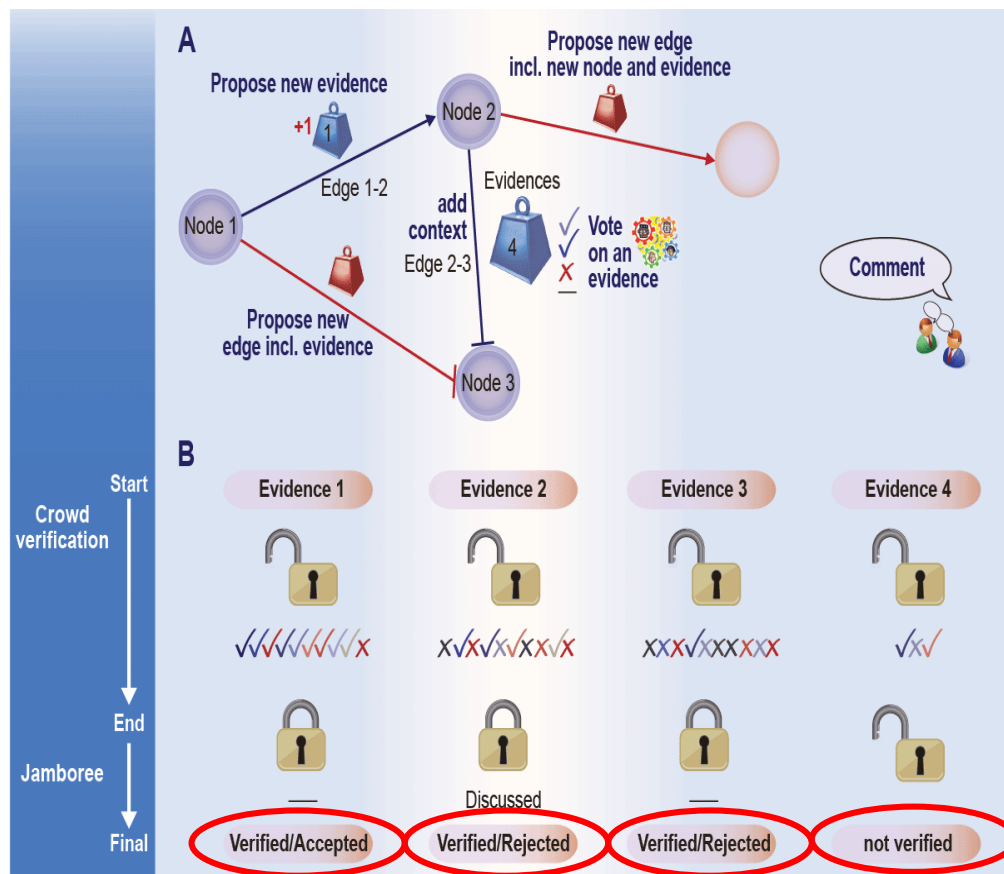 A
Propose new edge
incl. new node and evidence
Propose new evidence
+1
1
Node 2
Edge 1-2
Evidences
Node 1
add
context
4
Vote
on an
evidence
Edge 2-3
Comment
Propose new
edge incl. evidence
Node 3
B
Start
Evidence 1
Evidence 2
Evidence 3
Evidence 4
Crowd
verification
End
Jamboree
Discussed
Final
Verified/Accepted
Verified/Rejected
Verified/Rejected
not verified